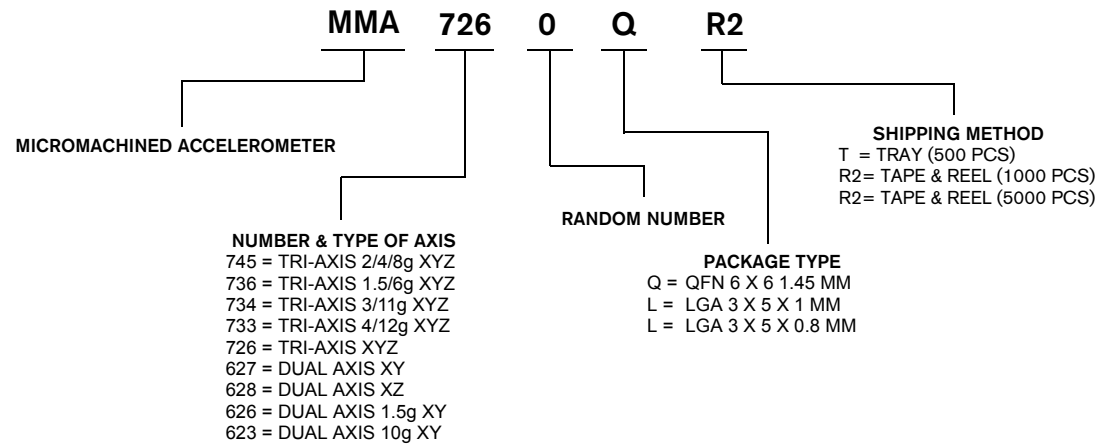 MMA 726 0 Q R2
MICROMACHINED ACCELEROMETER
NUMBER & TYPE OF AXIS
745 = TRI-AXIS 2/4/8g XYZ
736 = TRI-AXIS 1.5/6g XYZ
734 = TRI-AXIS 3/11g XYZ
733 = TRI-AXIS 4/12g XYZ
726 = TRI-AXIS XYZ
627 = DUAL AXIS XY
628 = DUAL AXIS XZ
626 = DUAL AXIS 1.5g XY
623 = DUAL AXIS 10g XY
RANDOM NUMBER
PACKAGE TYPE
Q = QFN 6 X 6 1.45 MM
L = LGA 3 X 5 X 1 MM
L = LGA 3 X 5 X 0.8 MM
SHIPPING METHOD
T = TRAY (500 PCS)
R2= TAPE & REEL (1000 PCS)
R2= TAPE & REEL (5000 PCS)